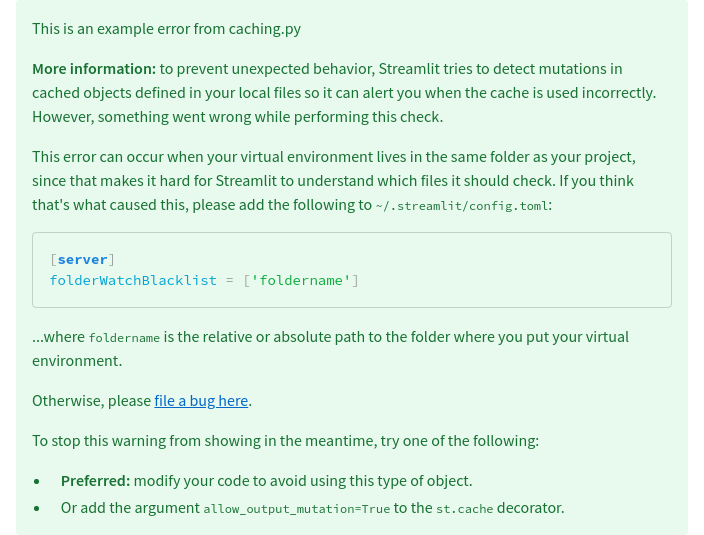 This is an example error from caching.py
More information: to prevent unexpected behavior, Streamlit tries to detect mutations in
cached objects defined in your local files so it can alert you when the cache is used incorrectly.
However, something went wrong while performing this check.
This error can occur when your virtual environment lives in the same folder as your project,
since that makes it hard for Streamlit to understand which files it should check. If you think
that's what caused this, please add the following to ~/.streamlit/config.toml:
[server]
folderWatchBlacklist = ['foldername']
...where foldername is the relative or absolute path to the folder where you put your virtual
environment.
Otherwise, please file a bug here.
To stop this warning from showing in the meantime, try one of the following:
• Preferred: modify your code to avoid using this type of object.
• Or add the argument allow_output_mutation=True to the st.cache decorator.